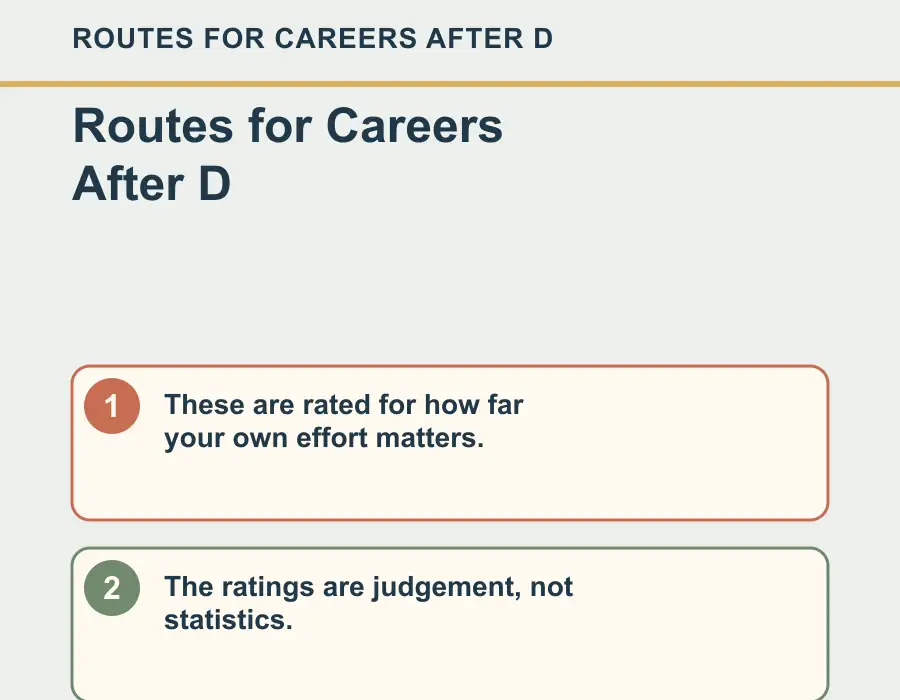 ROUTES FOR CAREERS AFTER D
Routes for Careers
After D
1
These are rated for how far
your own effort matters.
2
The ratings are judgement, not
statistics.